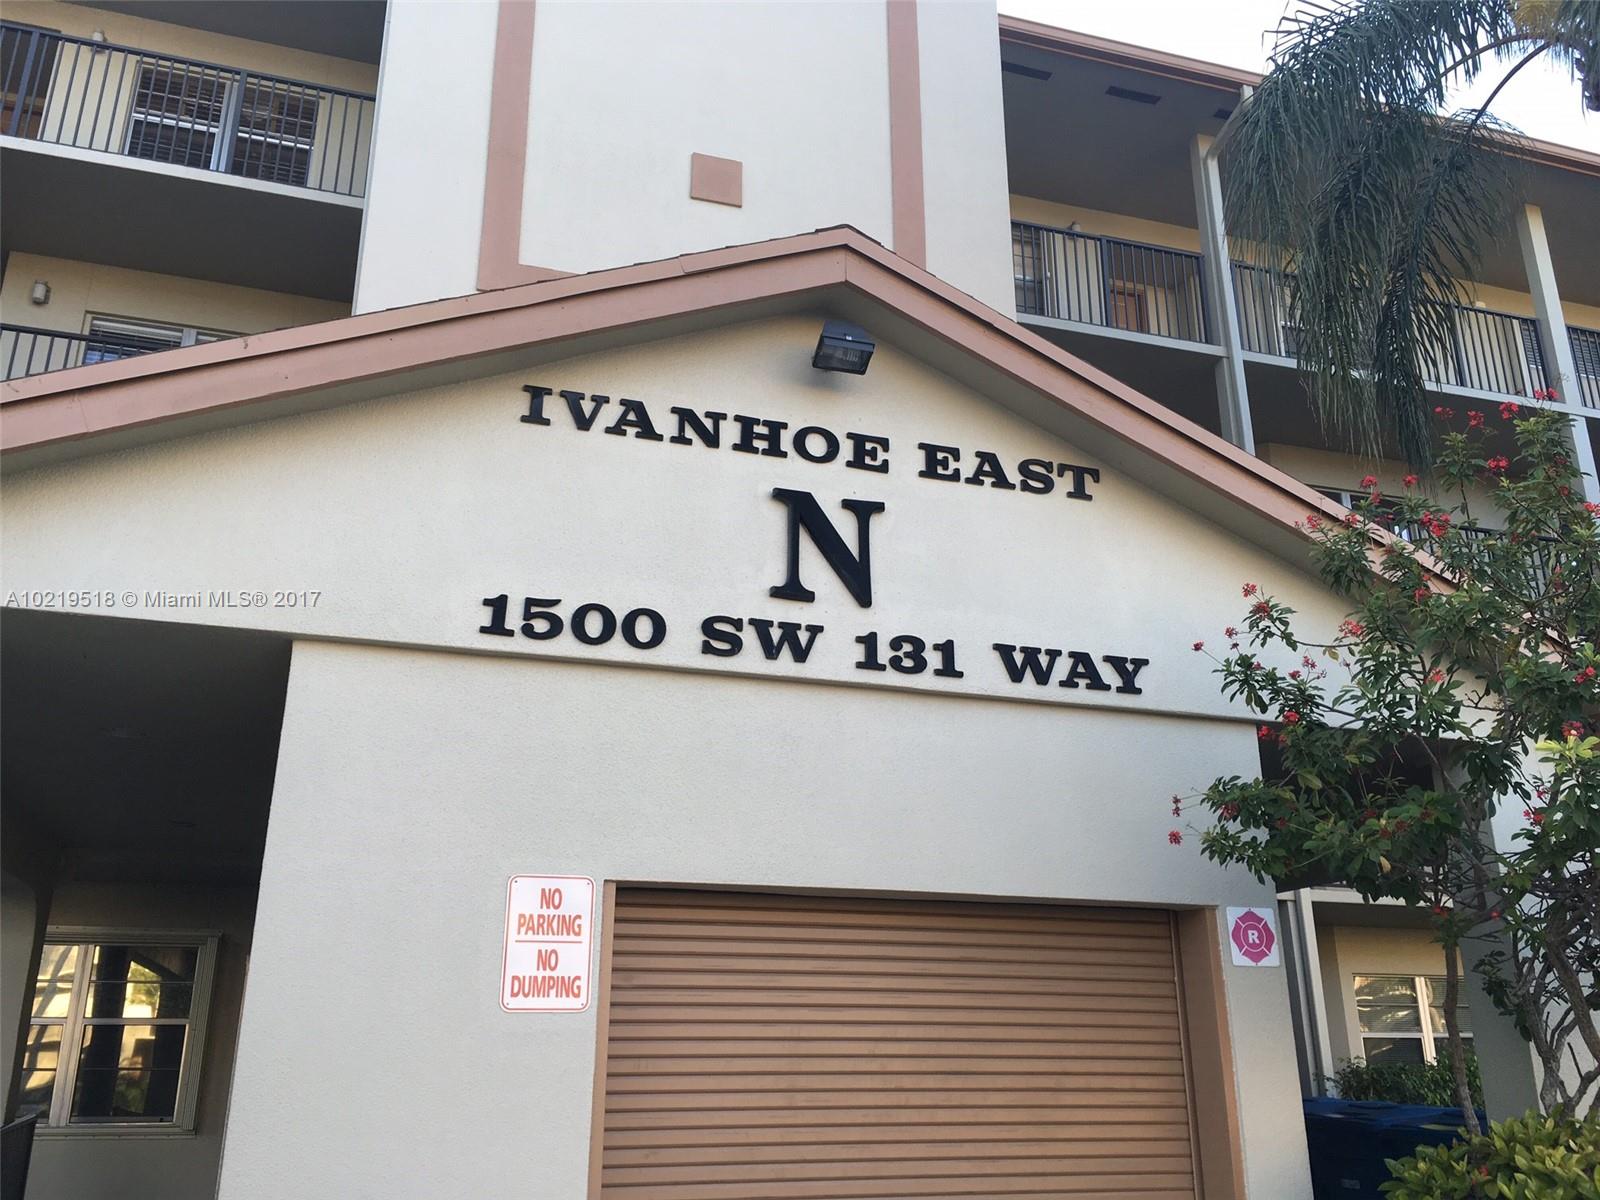 IVANHOE EAST
N
1500 SW 131 WAY
A10219518 © Miami MLS® 2017
NO
PARKING
NO
DUMPING
R